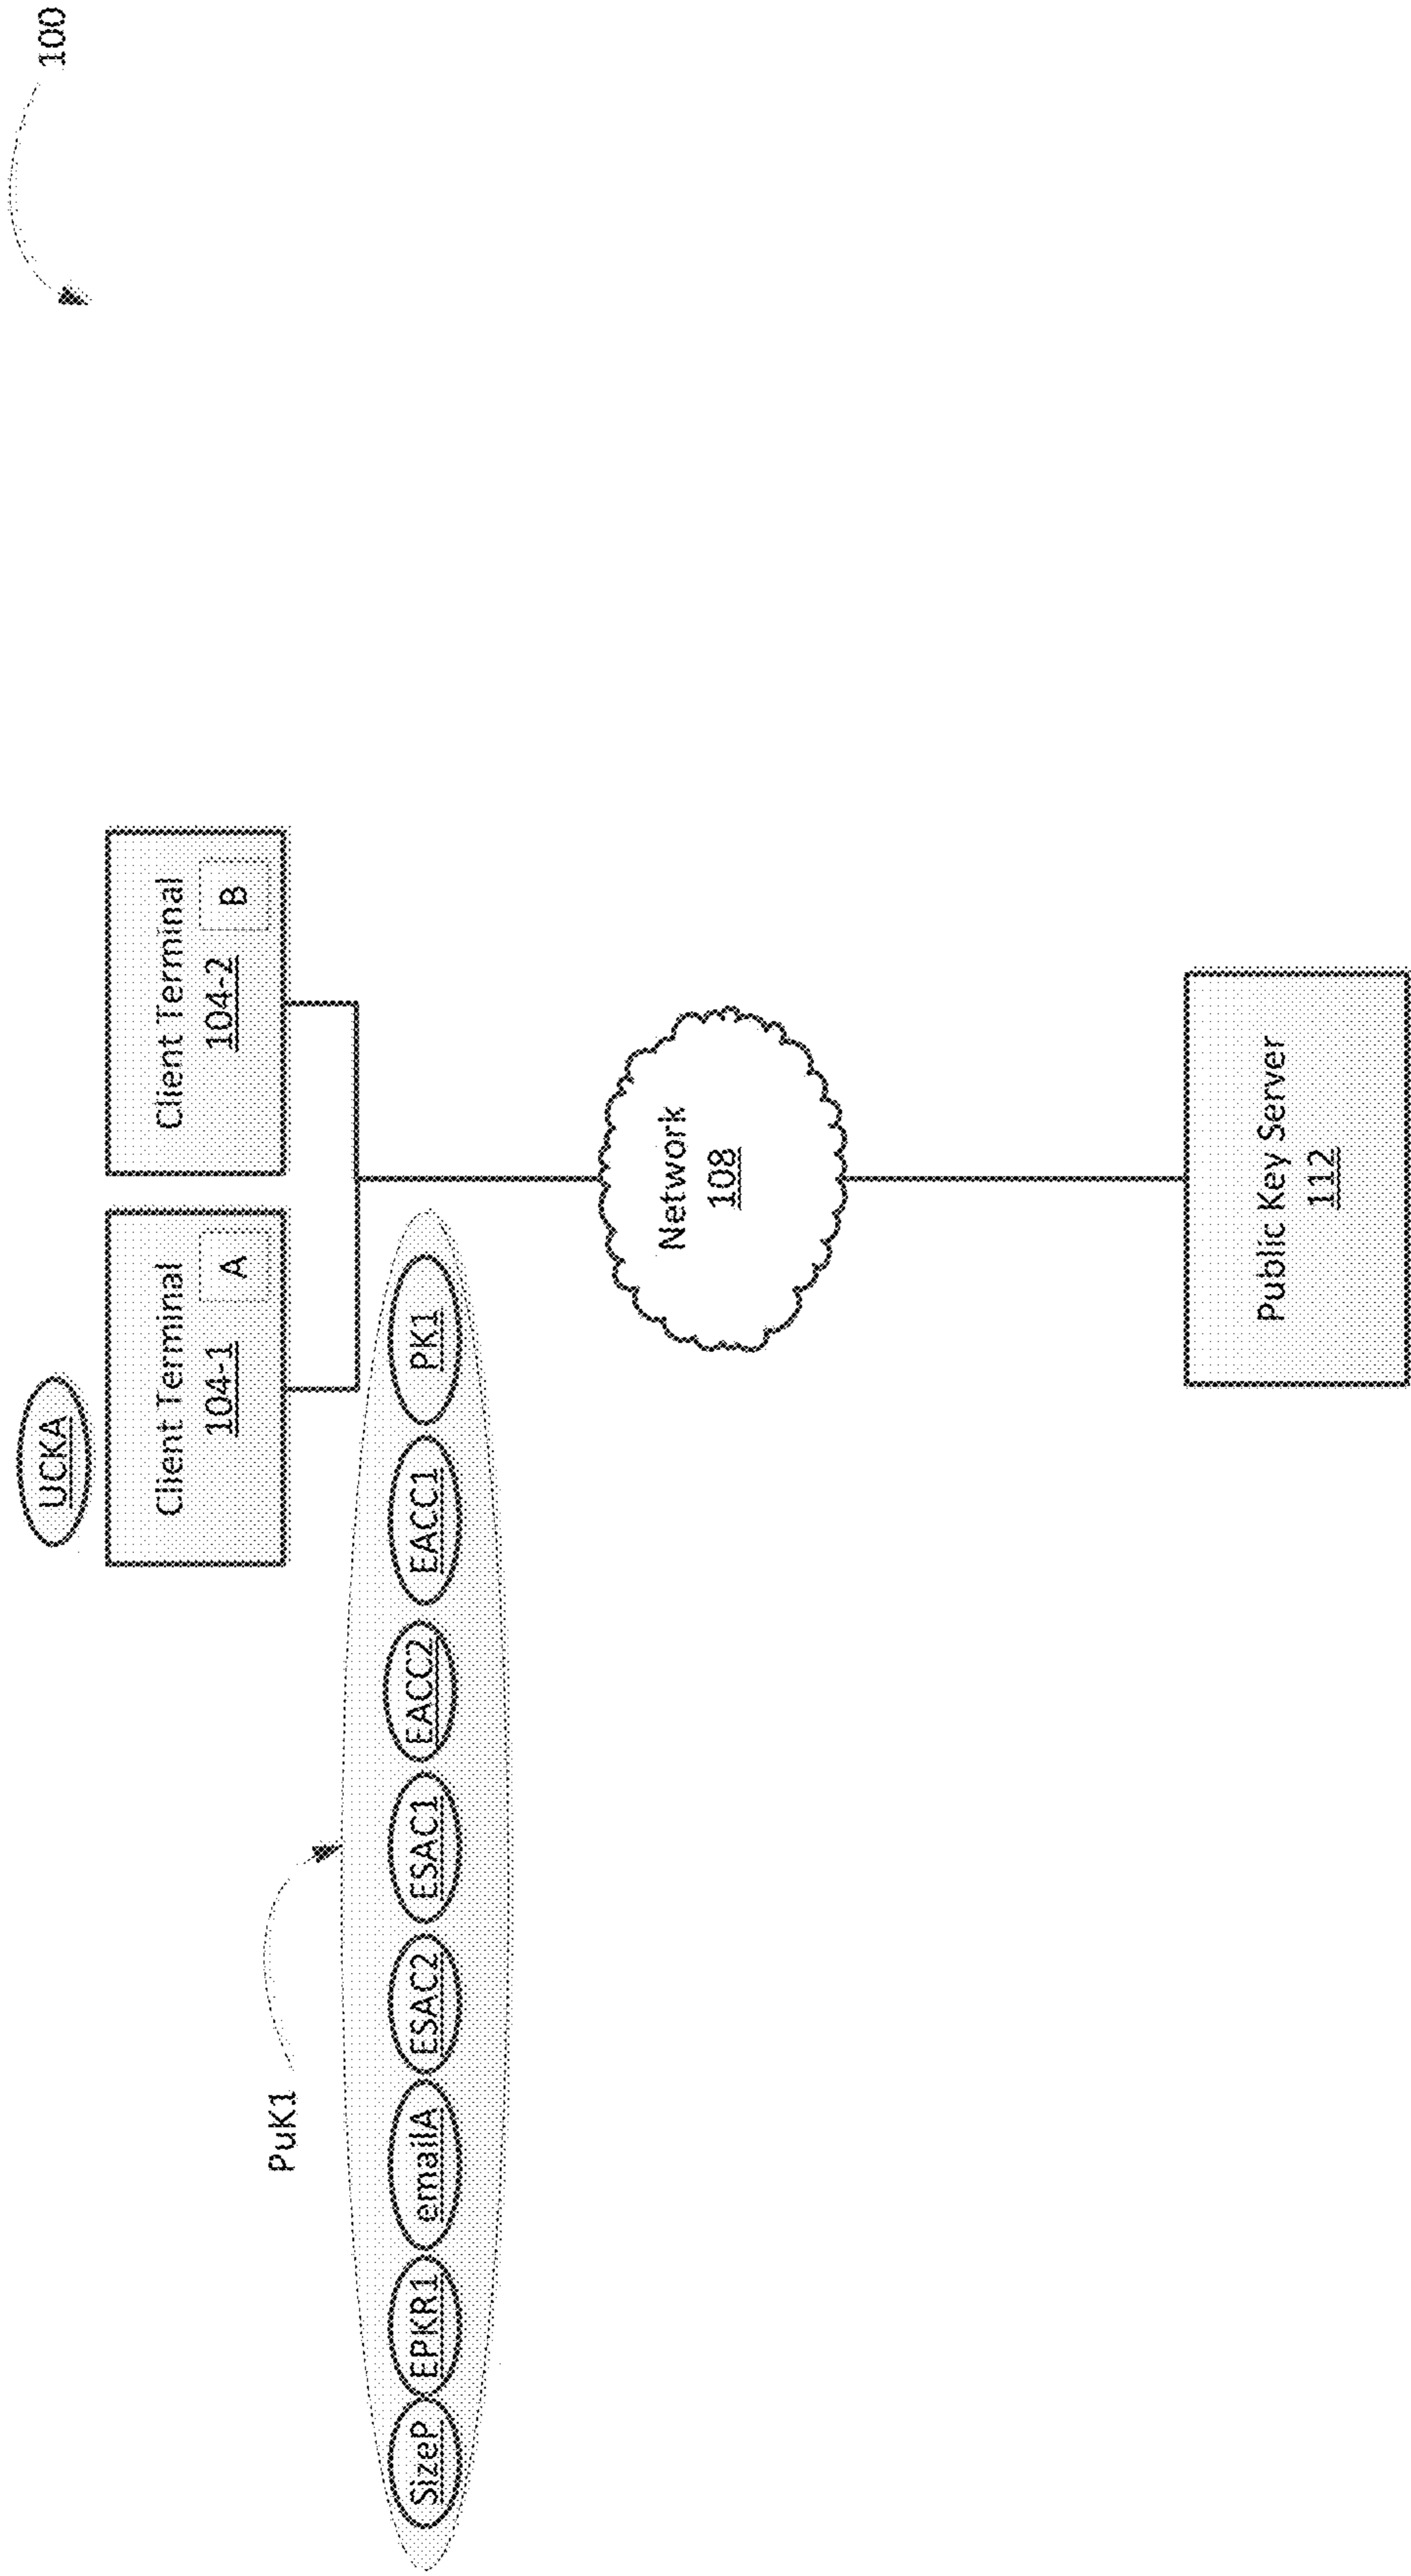 100
UCKA
Client Terminal
104-1
A
Client Terminal
104-2
B
PuK1
SizeP
EPKR1
emailA
ESAC2
ESAC1
EACC2
EACC1
PK1
Network
108
Public Key Server
112